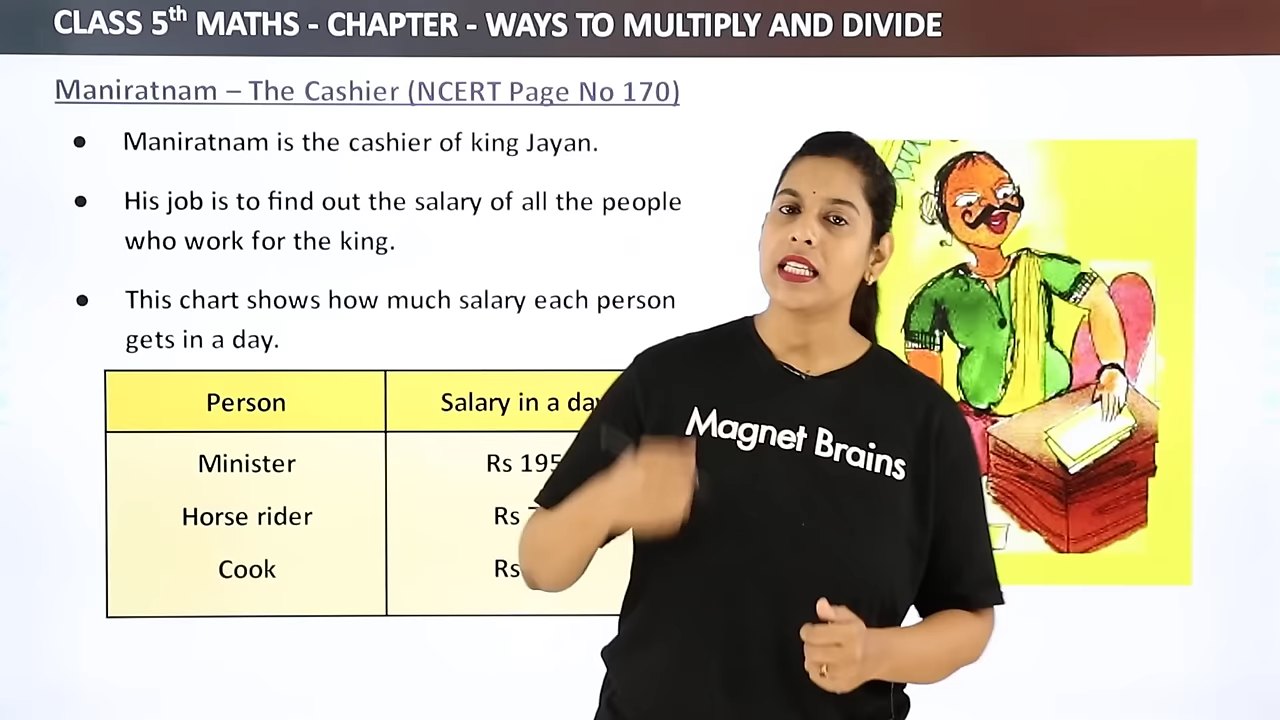 CLASS 5th MATHS - CHAPTER - WAYS TO MULTIPLY AND DIVIDE
Maniratnam – The Cashier (NCERT Page No 170)
● Maniratnam is the cashier of king Jayan.
● His job is to find out the salary of all the people
who work for the king.
● This chart shows how much salary each person
gets in a day.
Person Salary in a day
Minister Rs 195
Horse rider Rs
Cook Rs
Magnet Brains